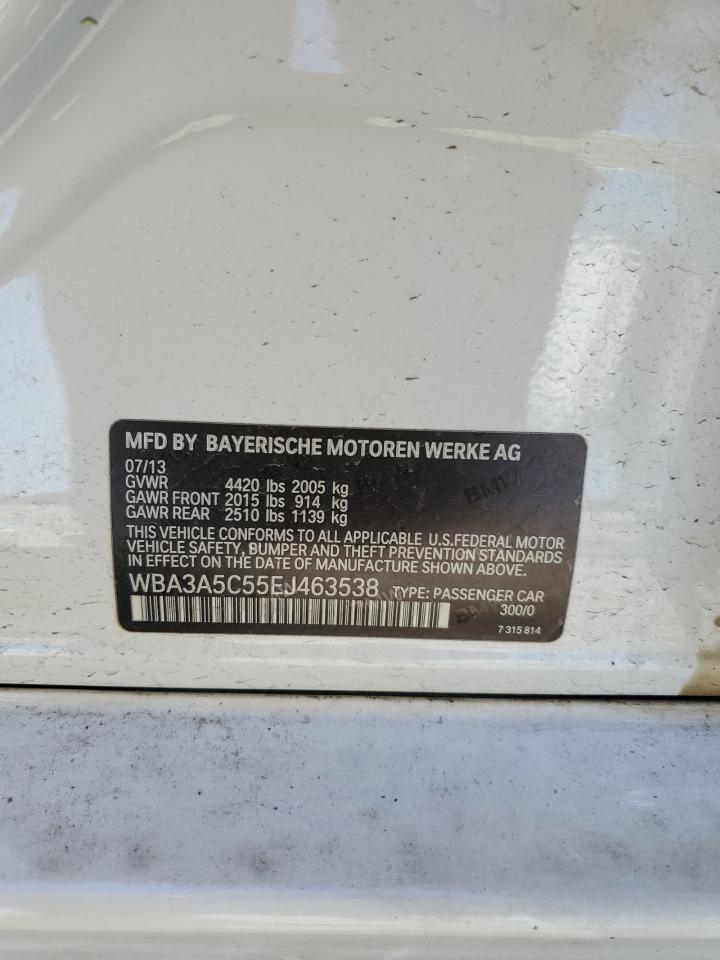 MFD BY BAYERISCHE MOTOREN WERKE AG
07/13
GVWR 4420 lbs 2005 kg
GAWR FRONT 2015 lbs 914 kg
GAWR REAR 2510 lbs 1139 kg
THIS VEHICLE CONFORMS TO ALL APPLICABLE U.S.FEDERAL MOTOR
VEHICLE SAFETY, BUMPER AND THEFT PREVENTION STANDARDS
IN EFFECT ON THE DATE OF MANUFACTURE SHOWN ABOVE.
WBA3A5C55EJ463538 TYPE: PASSENGER CAR
300/0
7 315 814